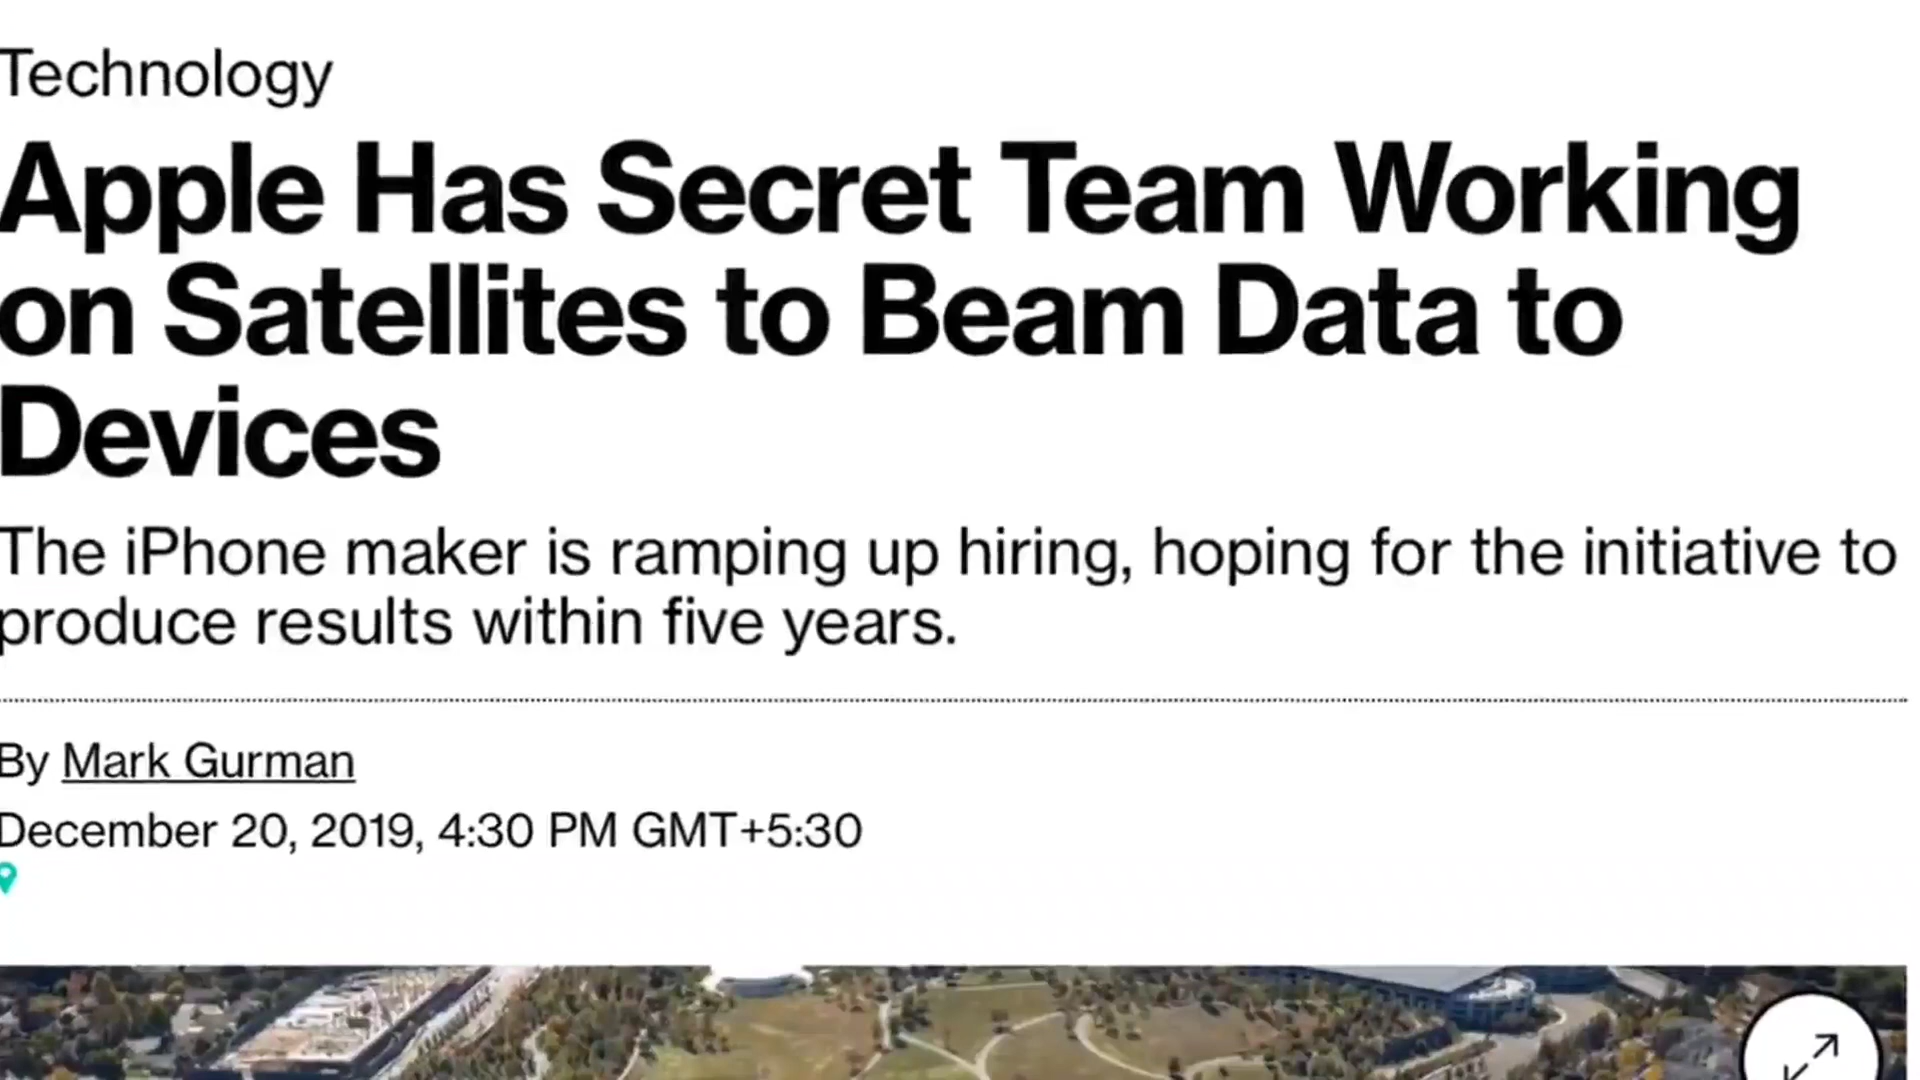 Technology
Apple Has Secret Team Working
on Satellites to Beam Data to
Devices
The iPhone maker is ramping up hiring, hoping for the initiative to
produce results within five years.
By Mark Gurman
December 20, 2019, 4:30 PM GMT+5:30